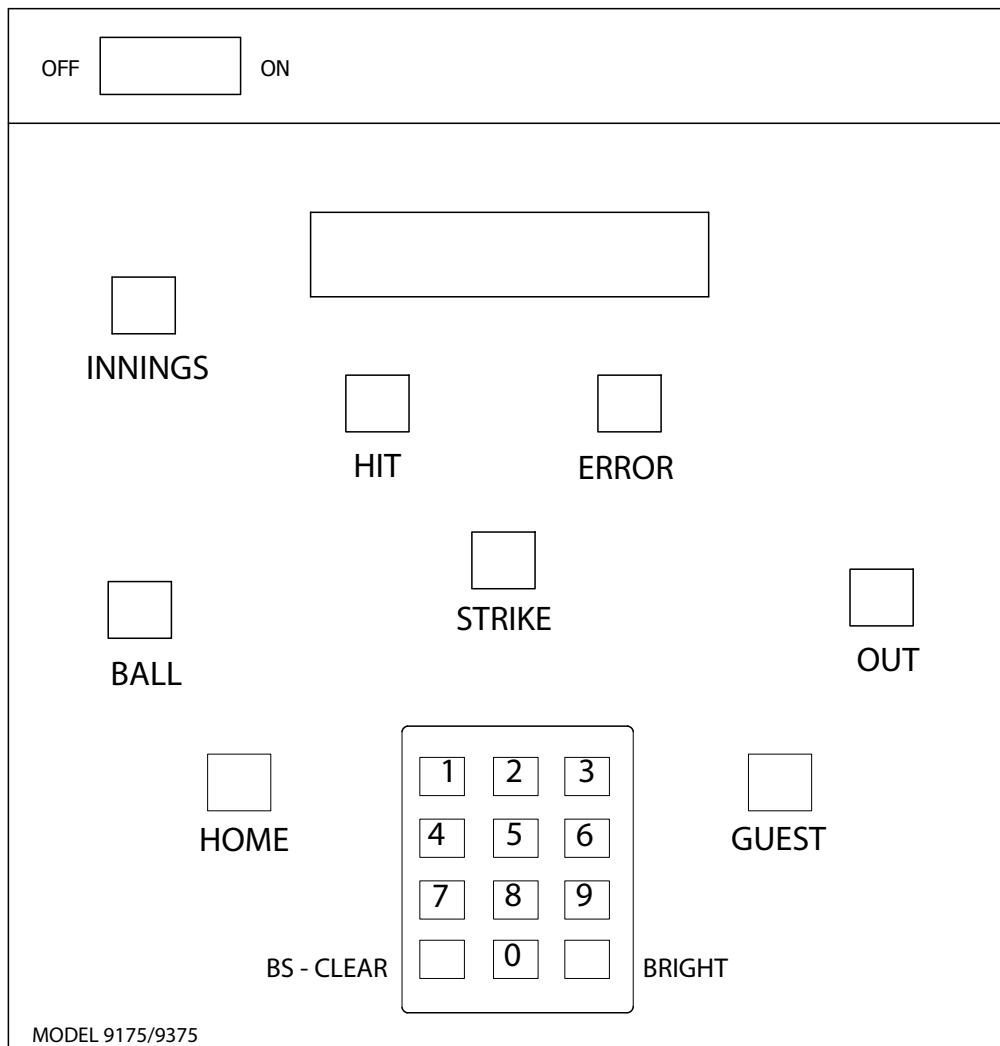 OFF ON
INNINGS
HIT ERROR
STRIKE
BALL OUT
1 2 3
HOME 4 5 6 GUEST
7 8 9
BS - CLEAR 0 BRIGHT
MODEL 9175/9375